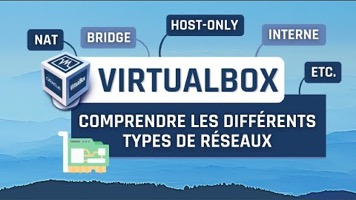 NAT
BRIDGE
HOST-ONLY
INTERNE
ETC.
VIRTUALBOX
COMPRENDRE LES DIFFÉRENTS
TYPES DE RÉSEAUX